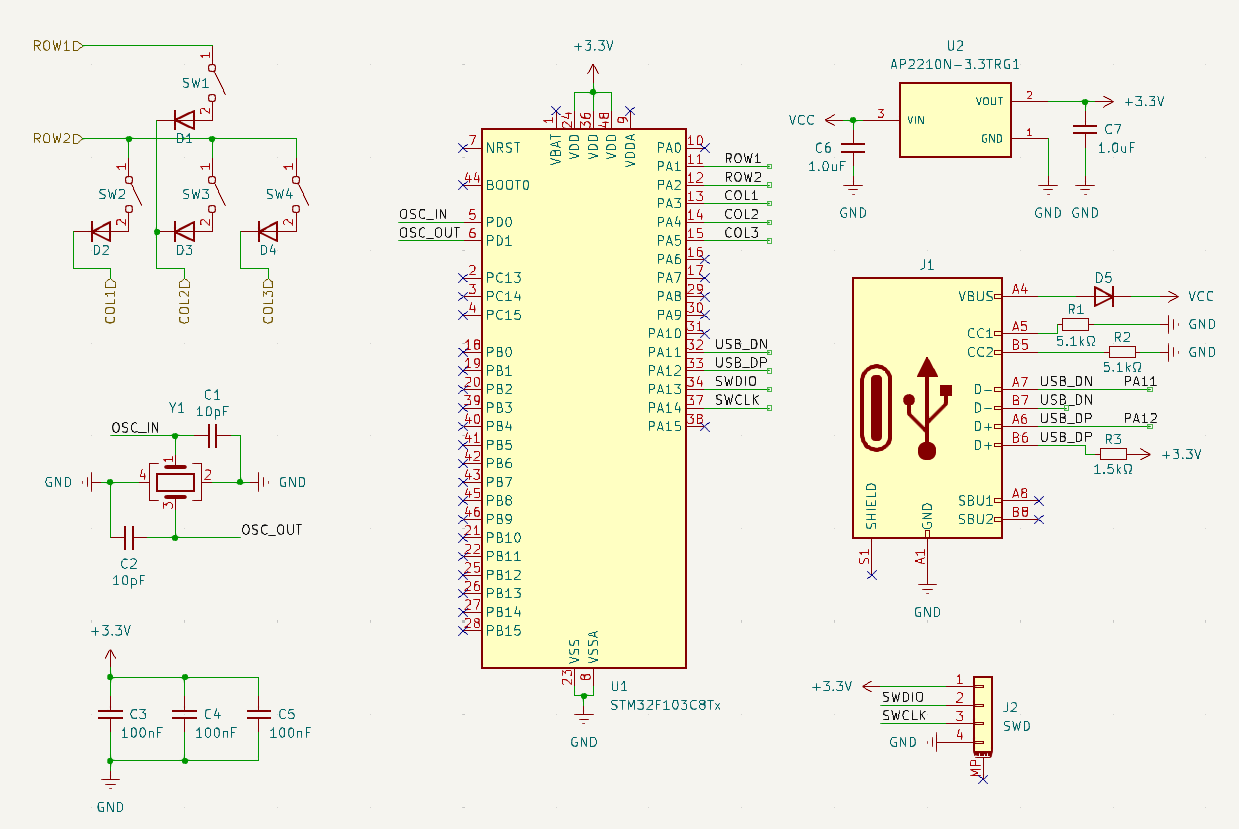 ROW1
1
SW1
2
D1
ROW2
1
1
1
SW2
SW3
SW4
2
2
2
D2
D3
D4
COL1
COL2
COL3
C1
10pF
Y1
OSC_IN
1
GND
4
2
GND
3
OSC_OUT
C2
10pF
+3.3V
C3
100nF
C4
100nF
C5
100nF
GND
+3.3V
1
24
36
48
9
VBAT
VDD
VDD
VDD
VDDA
7 NRST
44 BOOT0
OSC_IN 5 PD0
OSC_OUT 6 PD1
2 PC13
3 PC14
4 PC15
18 PB0
19 PB1
20 PB2
39 PB3
40 PB4
41 PB5
42 PB6
43 PB7
45 PB8
46 PB9
21 PB10
22 PB11
25 PB12
26 PB13
27 PB14
28 PB15
PA0 10
PA1 11 ROW1
PA2 12 ROW2
PA3 13 COL1
PA4 14 COL2
PA5 15 COL3
PA6 16
PA7 17
PA8 29
PA9 30
PA10 31
PA11 32 USB_DN
PA12 33 USB_DP
PA13 34 SWDIO
PA14 37 SWCLK
PA15 38
VSS
VSSA
23
8
U1
STM32F103C8Tx
GND
U2
AP2210N-3.3TRG1
VCC
3
VIN
VOUT
2
+3.3V
GND
1
C6
1.0uF
C7
1.0uF
GND
GND
GND
J1
VBUS A4
D5
VCC
CC1 A5
R1
5.1kΩ
GND
CC2 B5
R2
5.1kΩ
GND
D- A7 USB_DN PA11
D- B7 USB_DN
D+ A6 USB_DP PA12
D+ B6 USB_DP
R3
1.5kΩ
+3.3V
SBU1 A8
SBU2 B8
SHIELD
GND
S1
A1
GND
+3.3V 1
SWDIO 2
SWCLK 3
GND 4
J2
SWD
MP